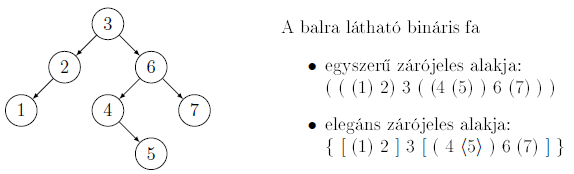 3
2
6
1
4
7
5
A balra látható bináris fa
• egyszerű zárójeles alakja:
( ( (1) 2) 3 ( (4 (5) ) 6 (7) ) )
• elegáns zárójeles alakja:
{ [ (1) 2 ] 3 [ ( 4 ⟨5⟩ ) 6 (7) ] }